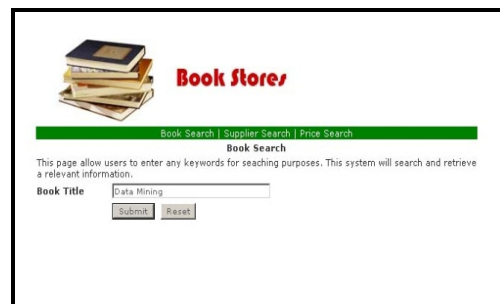 Book Stores
Book Search | Supplier Search | Price Search
Book Search
This page allow users to enter any keywords for seaching purposes. This system will search and retrieve
a relevant information.
Book Title Data Mining
Submit Reset